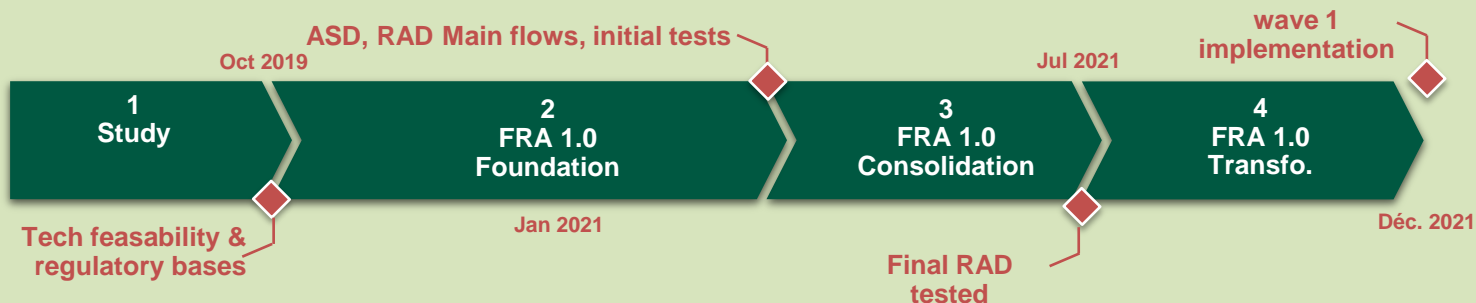 wave 1
implementation
ASD, RAD Main flows, initial tests
Oct 2019
Jul 2021
1
Study
2
FRA 1.0
Foundation
3
FRA 1.0
Consolidation
4
FRA 1.0
Transfo.
Tech feasability &
regulatory bases
Jan 2021
Final RAD
tested
Déc. 2021